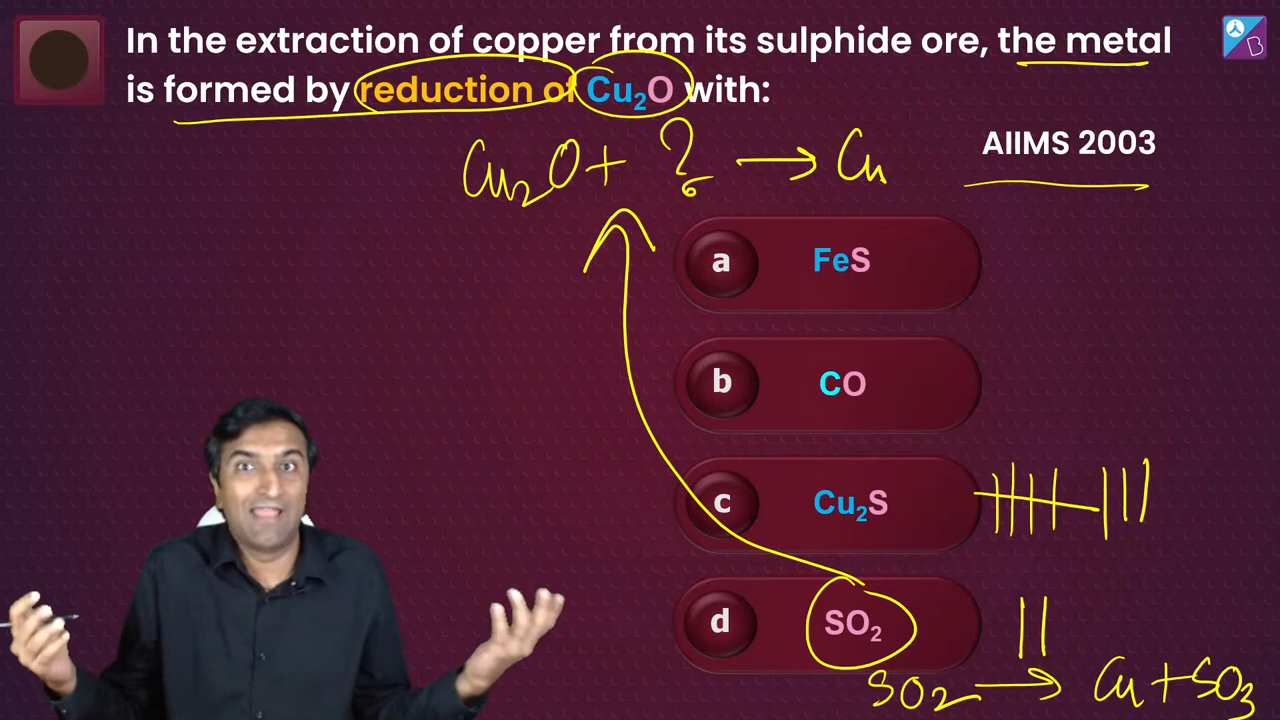 In the extraction of copper from its sulphide ore, the metal
is formed by reduction of Cu₂O with:
AIIMS 2003
Cu₂O + ? → Cu
a FeS
b CO
c Cu₂S
d SO₂
SO₂ → Cu + SO₃
B